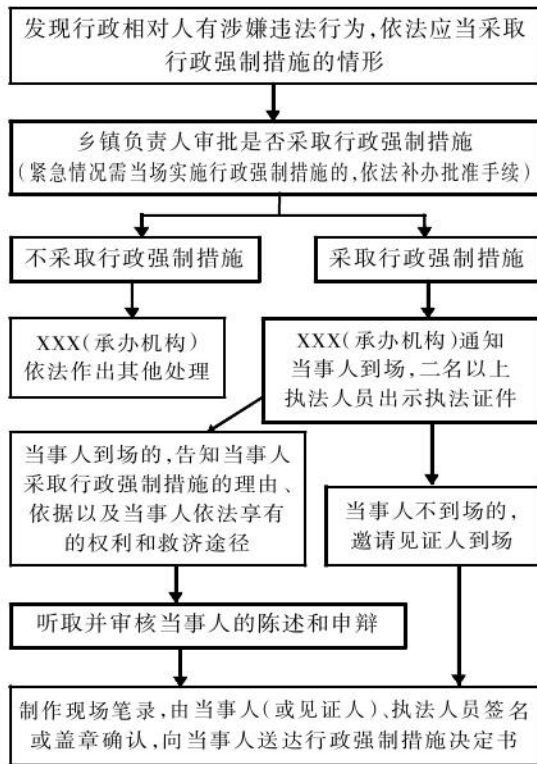 发现行政相对人有涉嫌违法行为,依法应当采取
行政强制措施的情形
乡镇负责人审批是否采取行政强制措施
(紧急情况需当场实施行政强制措施的,依法补办批准手续)
不采取行政强制措施
采取行政强制措施
XXX(承办机构)
依法作出其他处理
XXX(承办机构)通知
当事人到场,二名以上
执法人员出示执法证件
当事人到场的,告知当事人
采取行政强制措施的理由、
依据以及当事人依法享有
的权利和救济途径
当事人不到场的,
邀请见证人到场
听取并审核当事人的陈述和申辩
制作现场笔录,由当事人(或见证人)、执法人员签名
或盖章确认,向当事人送达行政强制措施决定书